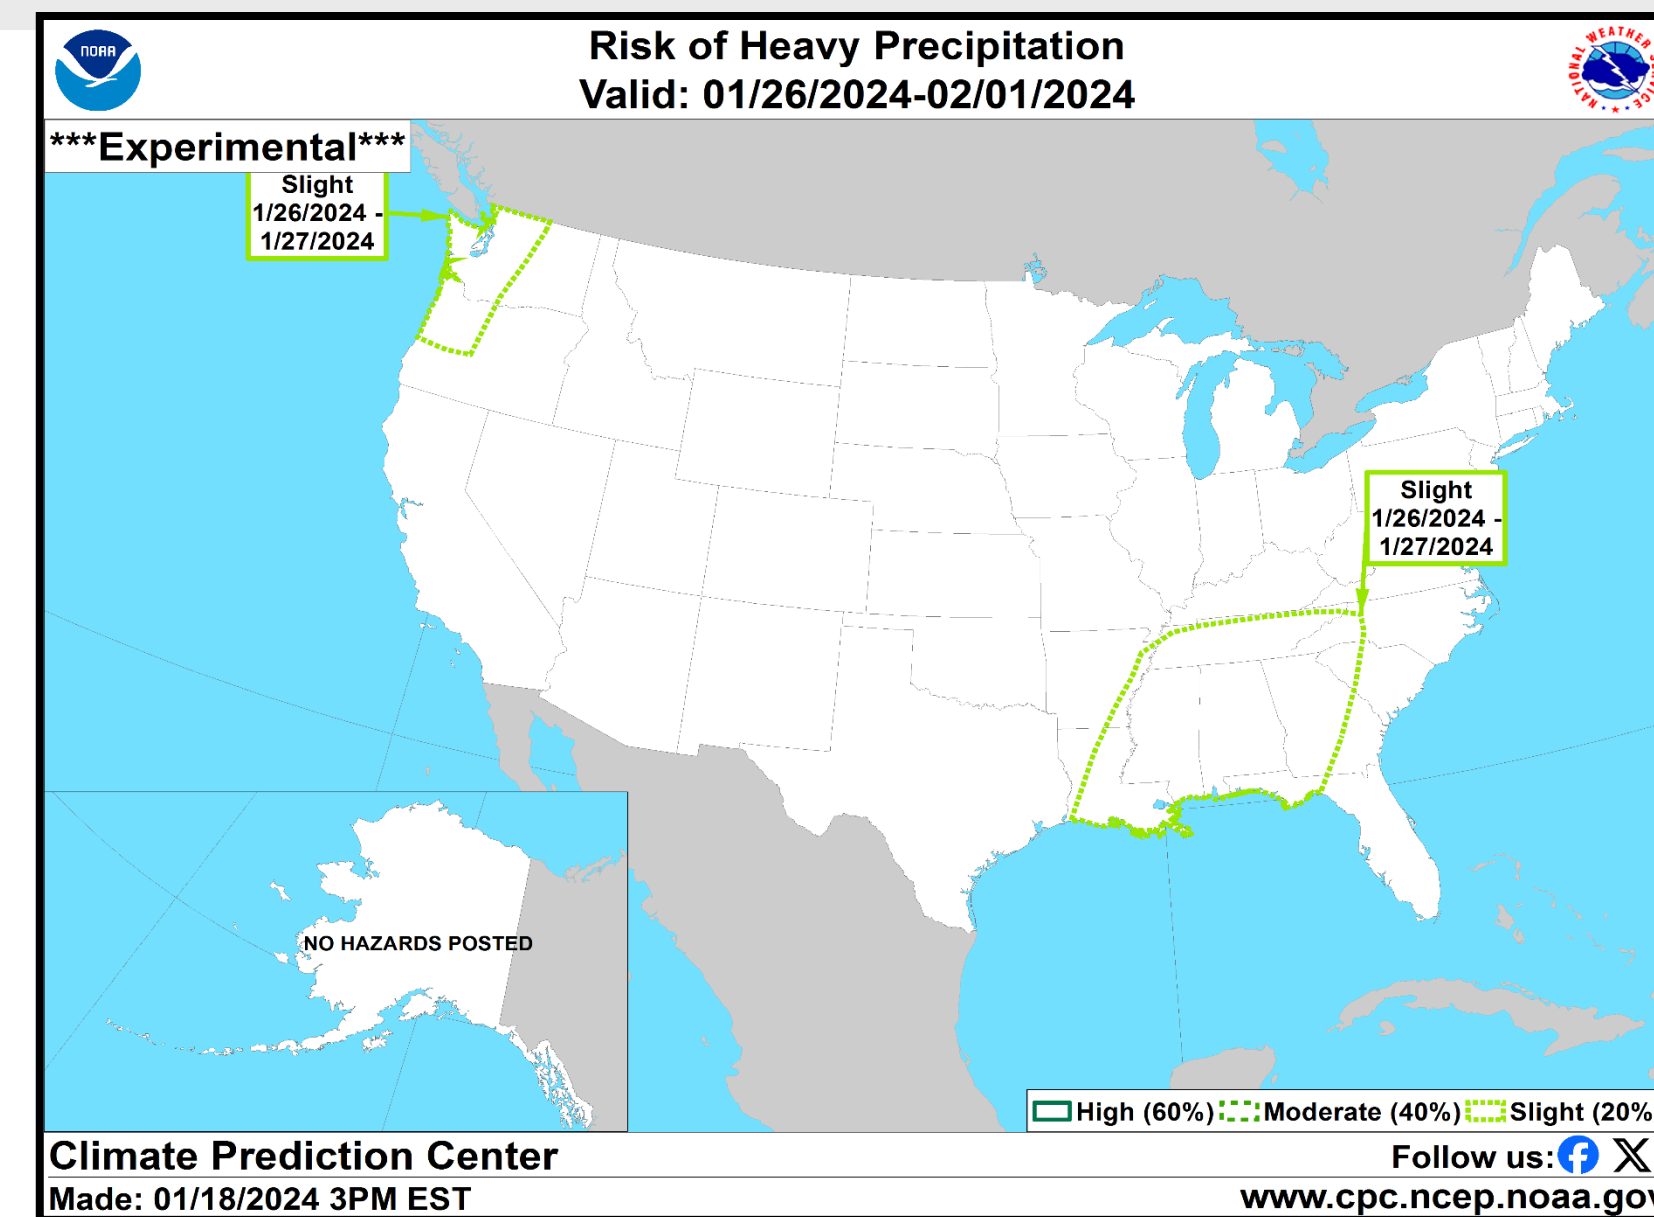 NOAA
Risk of Heavy Precipitation
Valid: 01/26/2024-02/01/2024
NATIONAL WEATHER
***Experimental***
Slight
1/26/2024 -
1/27/2024
Slight
1/26/2024 -
1/27/2024
NO HAZARDS POSTED
High (60%) Moderate (40%) Slight (20%
Climate Prediction Center
Follow us:
Made: 01/18/2024 3PM EST
www.cpc.ncep.noaa.gov